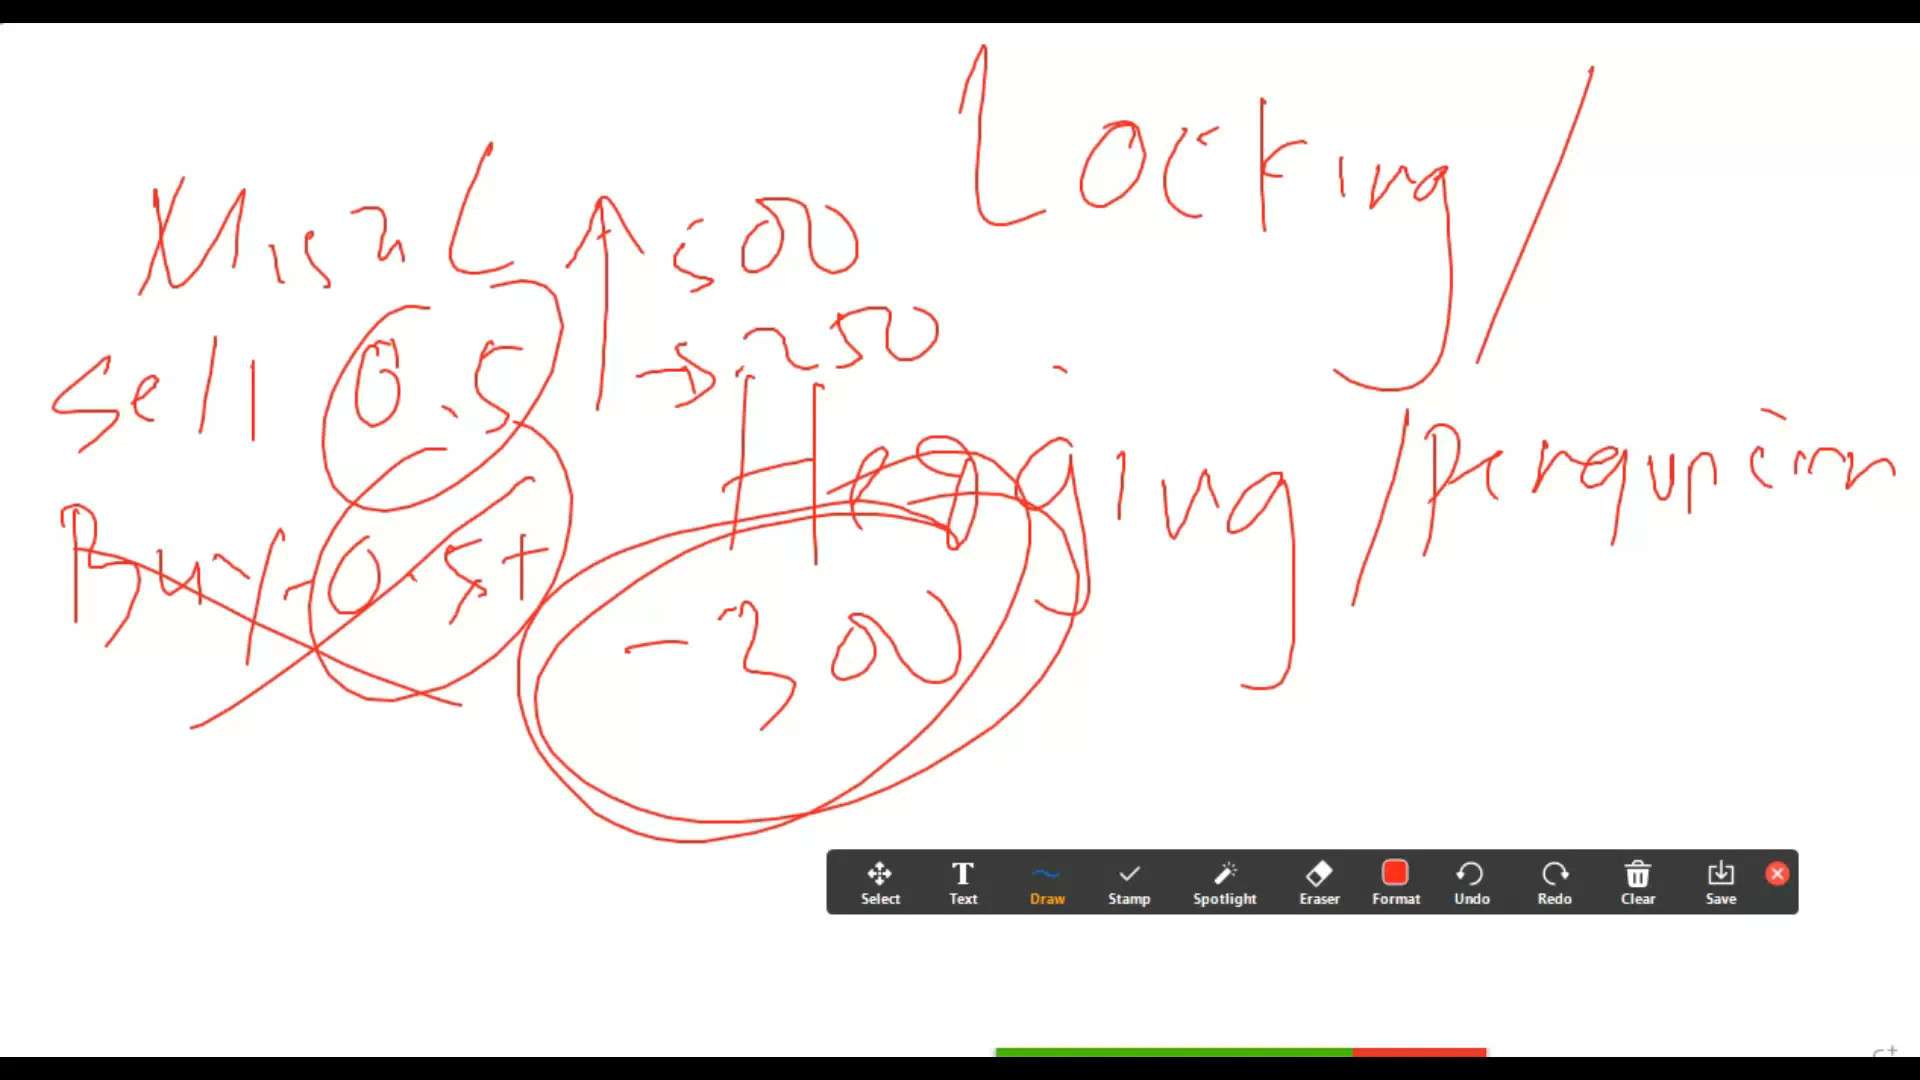 Misal ↑ 500 Locking /
Sell 0.5 → 250
Hedging / Pengunian
Buy 0.5+
-300
Select Text Draw Stamp Spotlight Eraser Format Undo Redo Clear Save